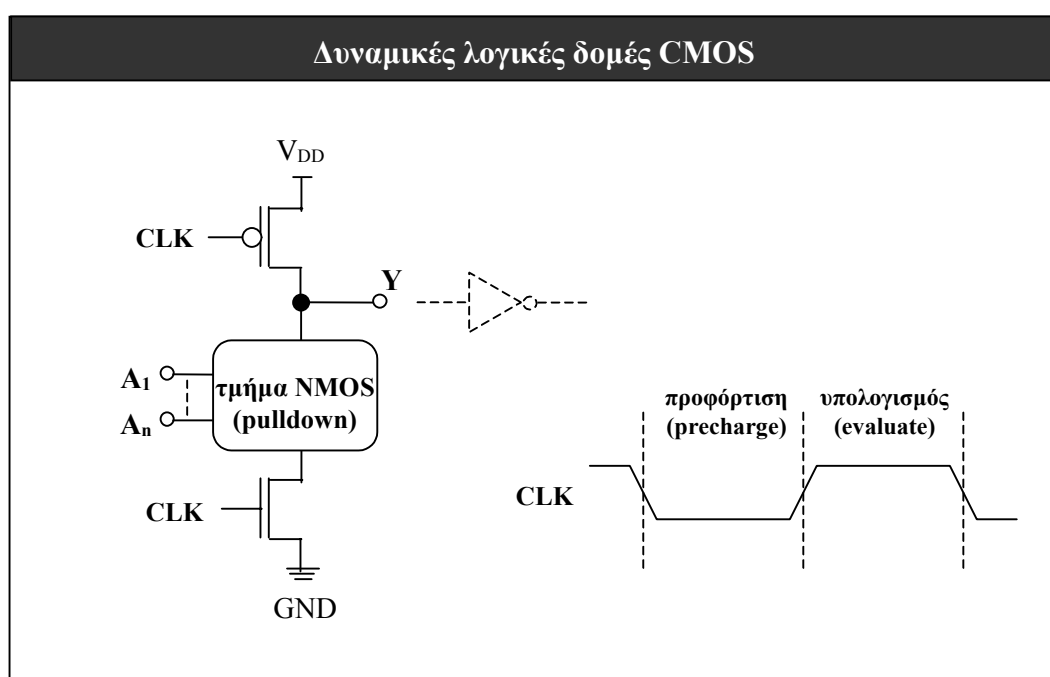 Δυναμικές λογικές δομές CMOS
VDD
CLK
Y
A1
An
τμήμα NMOS
(pulldown)
CLK
GND
προφόρτιση
(precharge)
υπολογισμός
(evaluate)
CLK